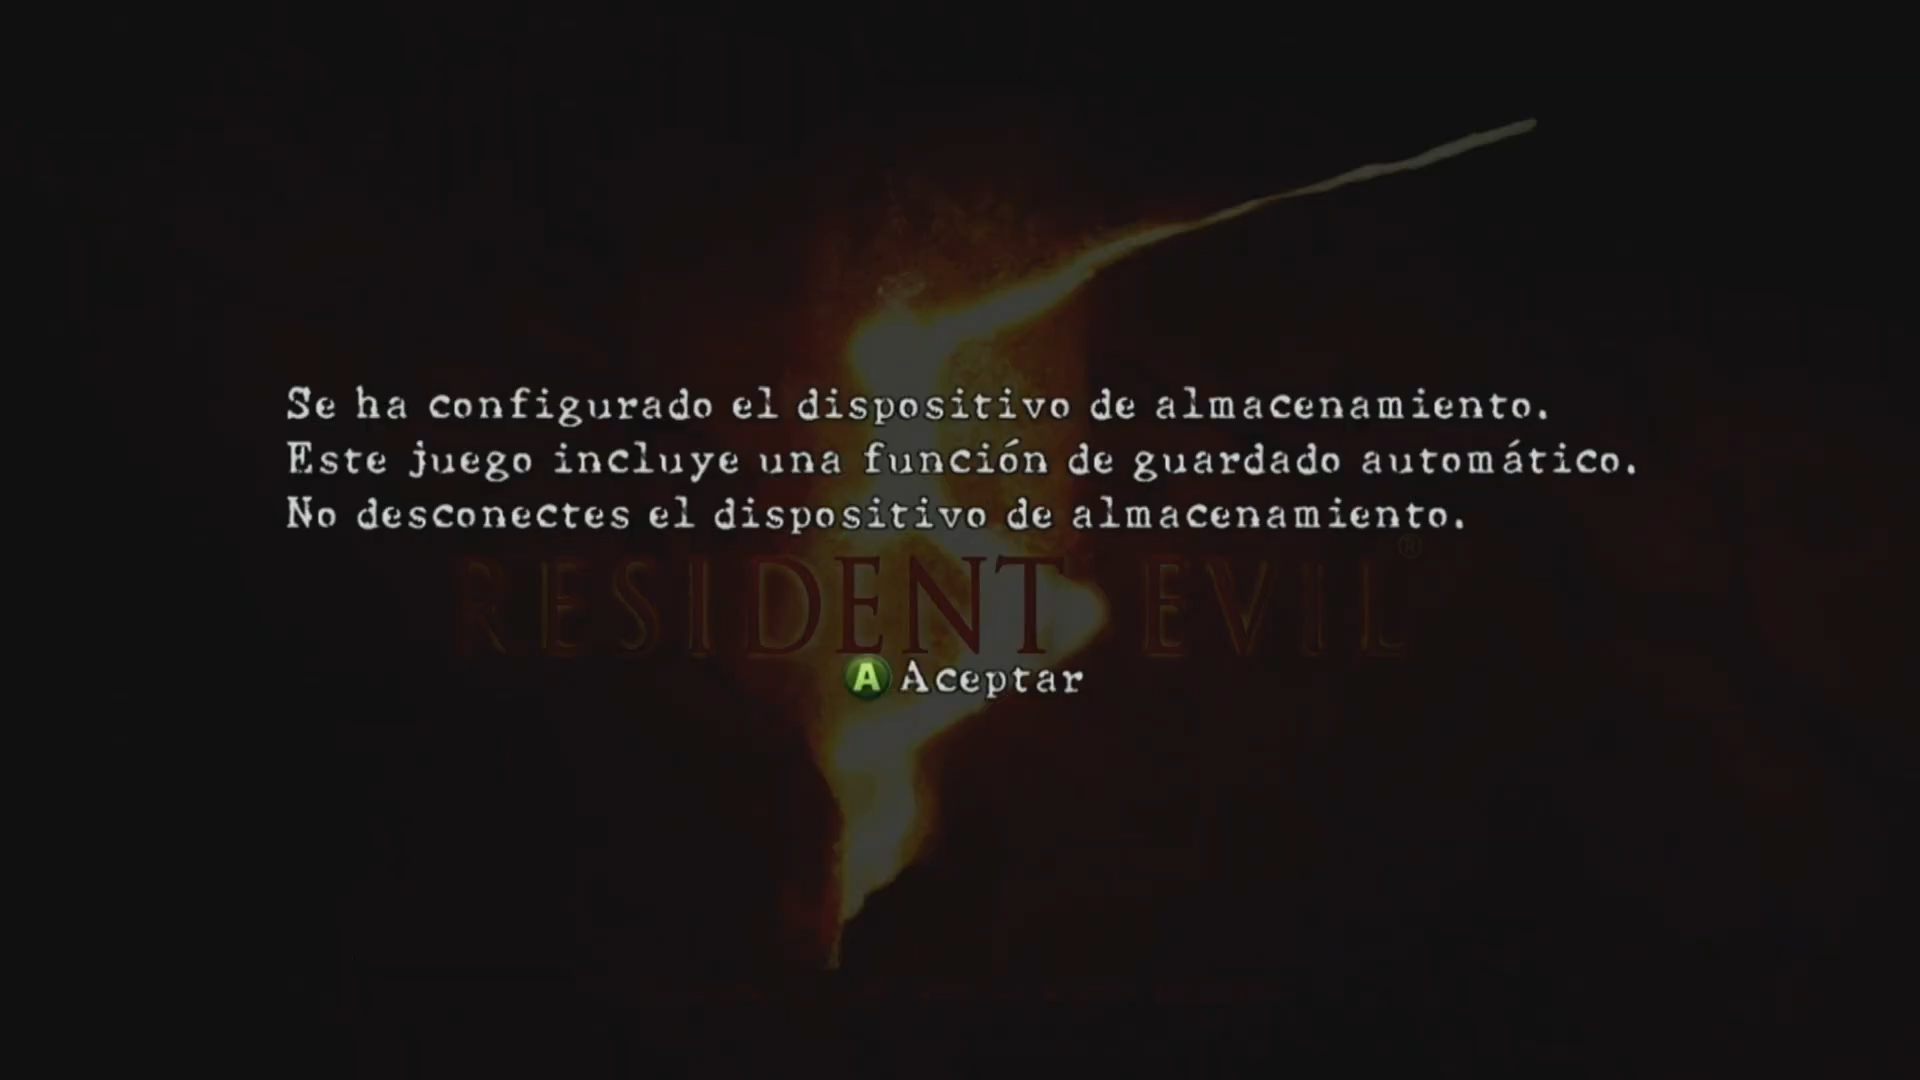 Se ha configurado el dispositivo de almacenamiento.
Este juego incluye una función de guardado automático.
No desconectes el dispositivo de almacenamiento.
RESIDENT EVIL®
A Aceptar